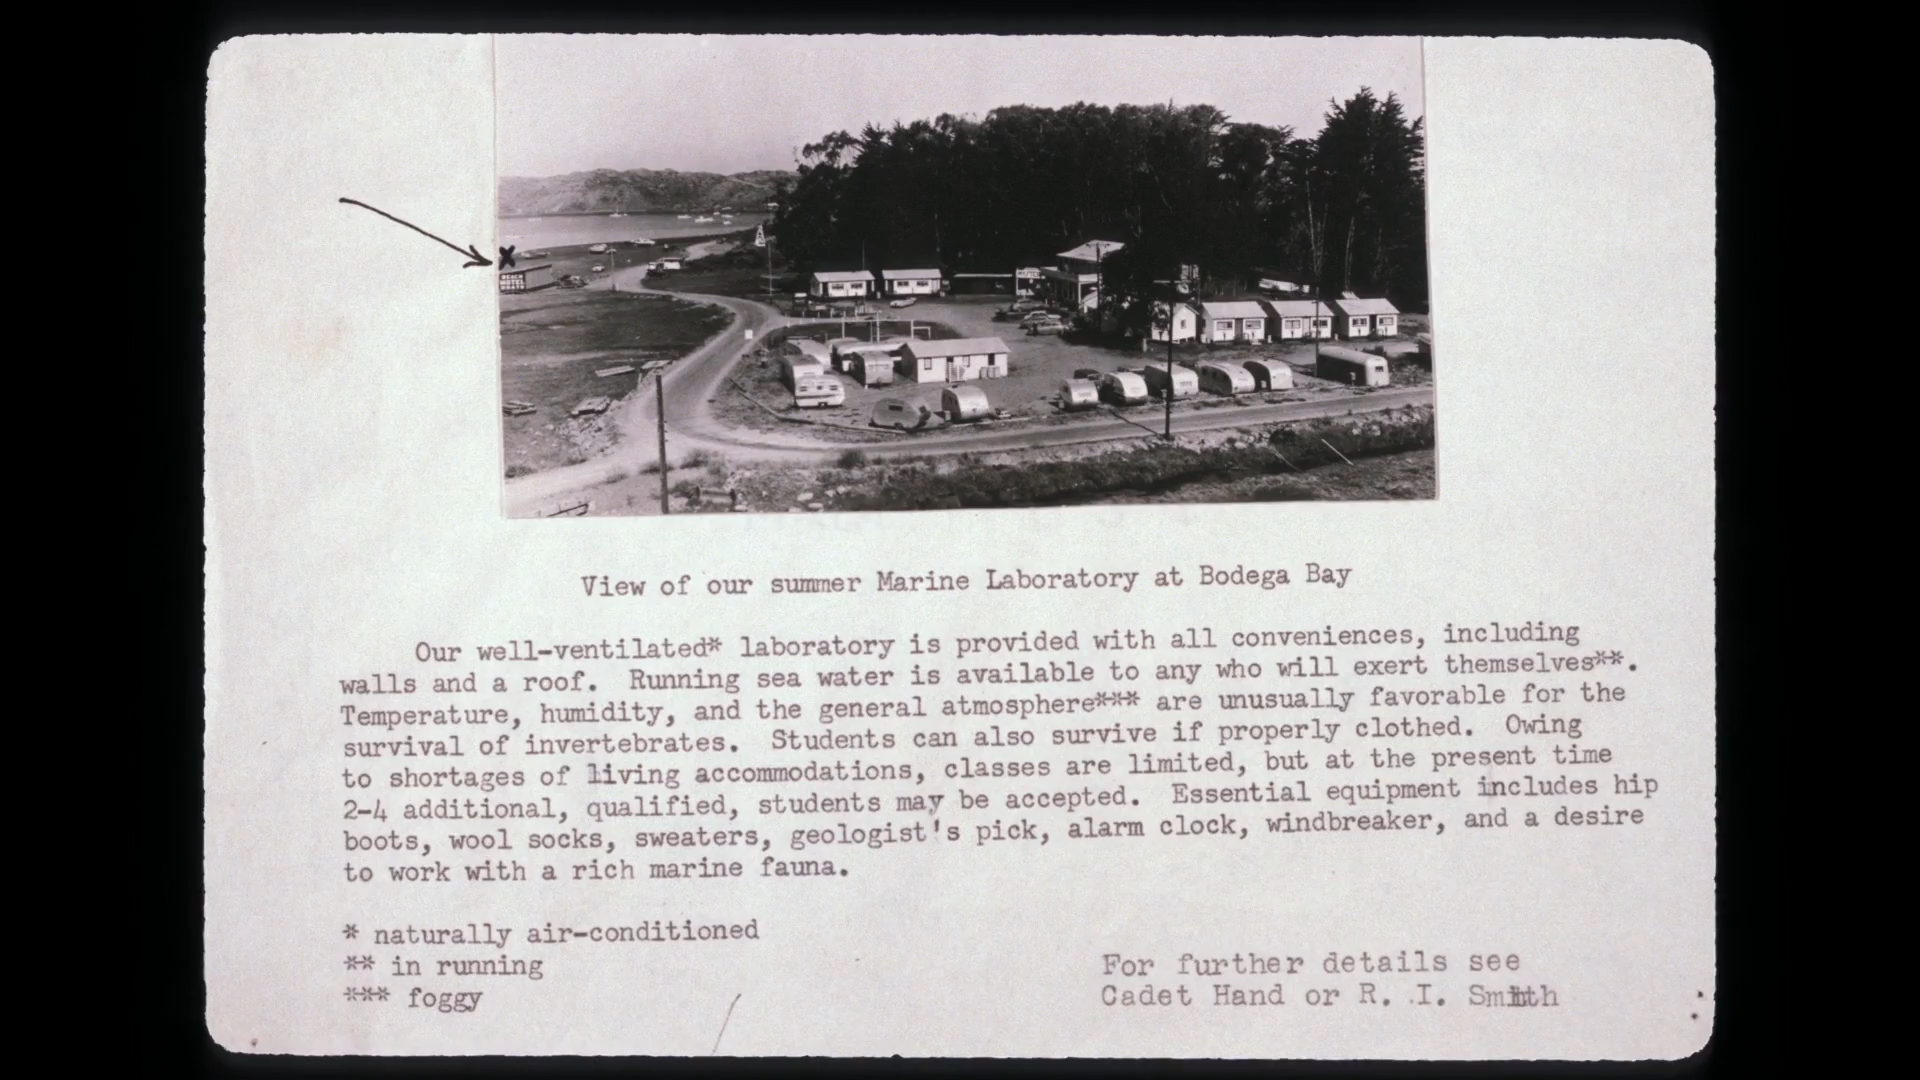 BEACH
MOTEL
View of our summer Marine Laboratory at Bodega Bay
Our well-ventilated* laboratory is provided with all conveniences, including
walls and a roof. Running sea water is available to any who will exert themselves**.
Temperature, humidity, and the general atmosphere*** are unusually favorable for the
survival of invertebrates. Students can also survive if properly clothed. Owing
to shortages of living accommodations, classes are limited, but at the present time
2-4 additional, qualified, students may be accepted. Essential equipment includes hip
boots, wool socks, sweaters, geologist's pick, alarm clock, windbreaker, and a desire
to work with a rich marine fauna.
* naturally air-conditioned
** in running
*** foggy
For further details see
Cadet Hand or R. I. Smith